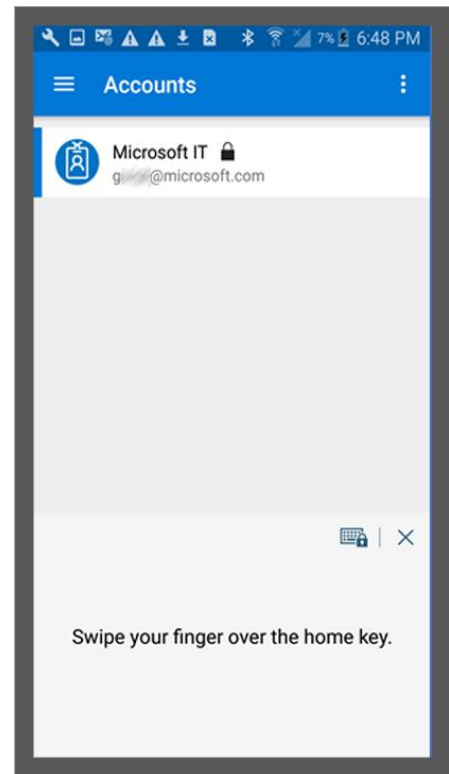 7% 6:48 PM
Accounts
Microsoft IT
@microsoft.com
Swipe your finger over the home key.